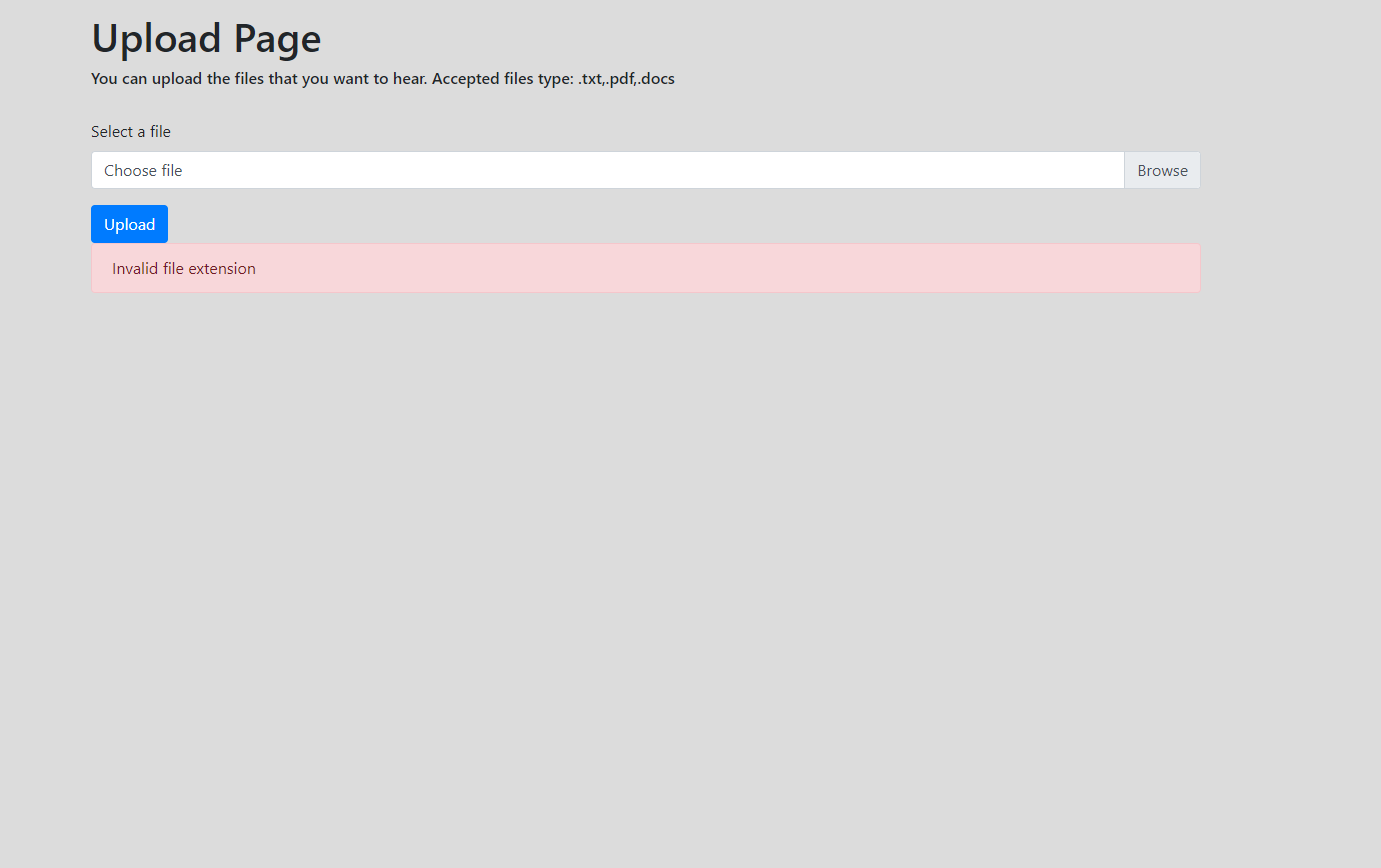 Upload Page
You can upload the files that you want to hear. Accepted files type: .txt,.pdf,.docs
Select a file
Choose file
Browse
Upload
Invalid file extension